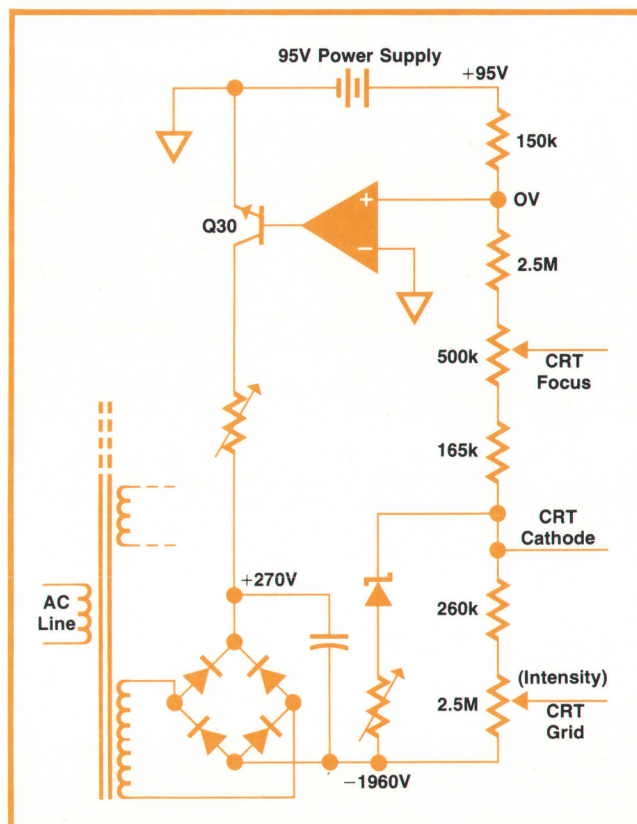 95V Power Supply
+95V
150k
+
0V
Q30
−
2.5M
500k
CRT
Focus
165k
CRT
Cathode
+270V
AC
Line
260k
(Intensity)
2.5M
CRT
Grid
−1960V